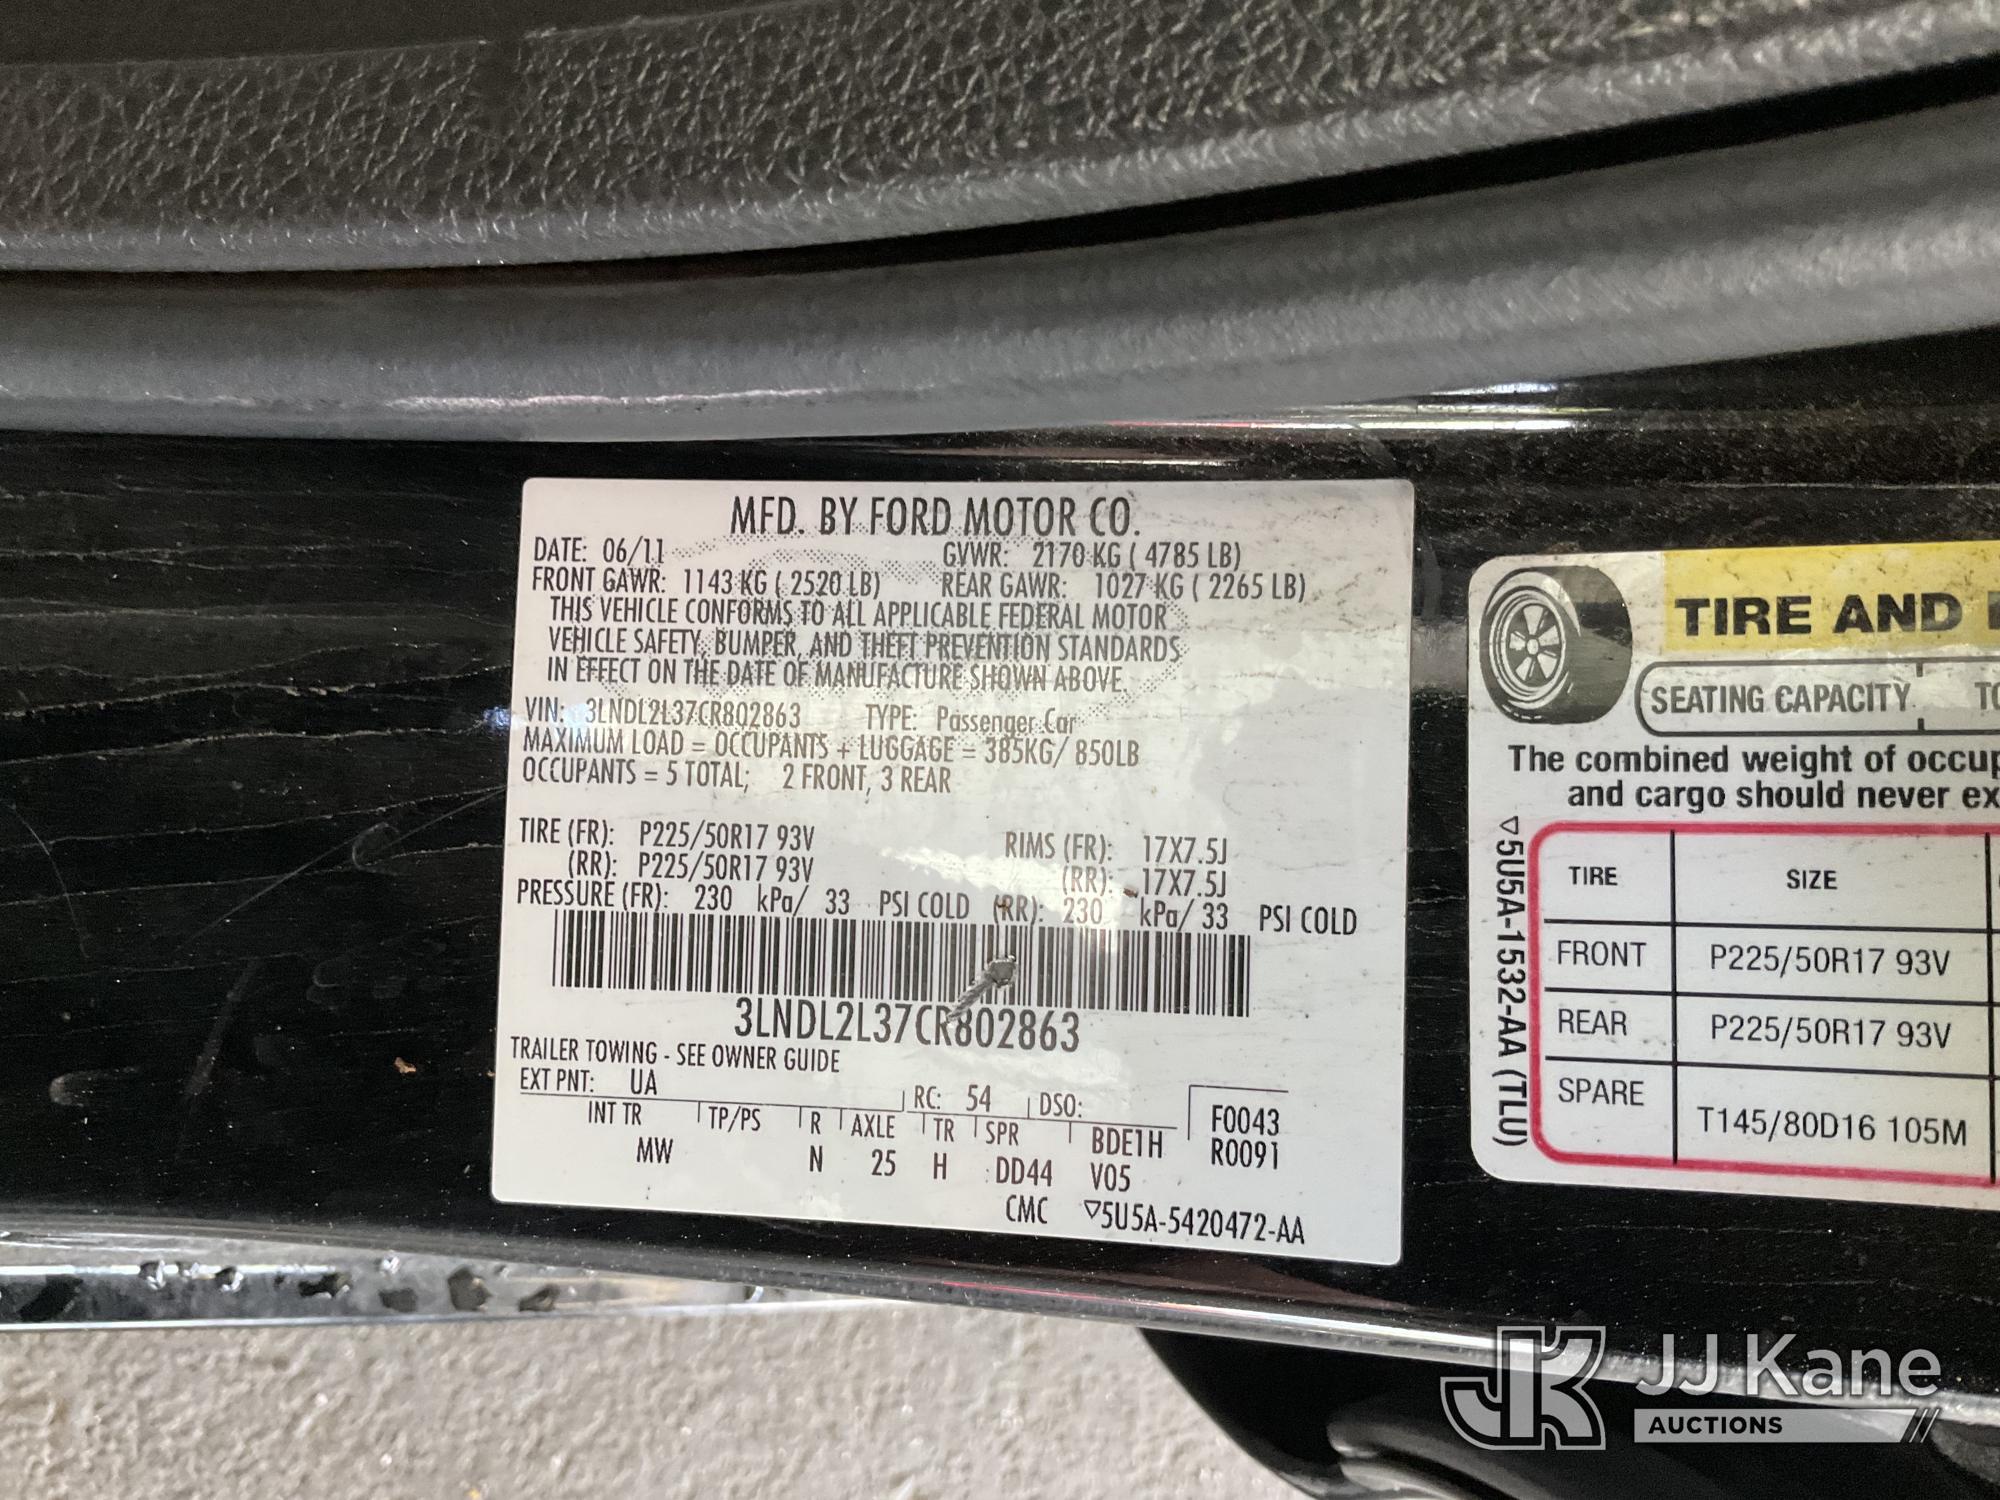 MFD. BY FORD MOTOR CO.
DATE: 06/11 GVWR: 2170 KG ( 4785 LB)
FRONT GAWR: 1143 KG ( 2520 LB) REAR GAWR: 1027 KG ( 2265 LB)
THIS VEHICLE CONFORMS TO ALL APPLICABLE FEDERAL MOTOR
VEHICLE SAFETY, BUMPER, AND THEFT PREVENTION STANDARDS
IN EFFECT ON THE DATE OF MANUFACTURE SHOWN ABOVE.
VIN: 3LNDL2L37CR802863 TYPE: Passenger Car
MAXIMUM LOAD = OCCUPANTS + LUGGAGE = 385KG/ 850LB
OCCUPANTS = 5 TOTAL; 2 FRONT, 3 REAR
TIRE (FR): P225/50R17 93V RIMS (FR): 17X7.5J
(RR): P225/50R17 93V (RR): 17X7.5J
PRESSURE (FR): 230 kPa/ 33 PSI COLD (RR): 230 kPa/ 33 PSI COLD
3LNDL2L37CR802863
TRAILER TOWING - SEE OWNER GUIDE
EXT PNT: UA RC: 54 DSO: F0043
INT TR TP/PS R AXLE TR SPR BDE1H R0091
MW N 25 H DD44 V05
CMC ▽5U5A-5420472-AA
TIRE AND
SEATING CAPACITY
The combined weight of occup
and cargo should never ex
▽5U5A-1532-AA (TLU)
TIRE SIZE
FRONT P225/50R17 93V
REAR P225/50R17 93V
SPARE T145/80D16 105M
JK JJ Kane
AUCTIONS